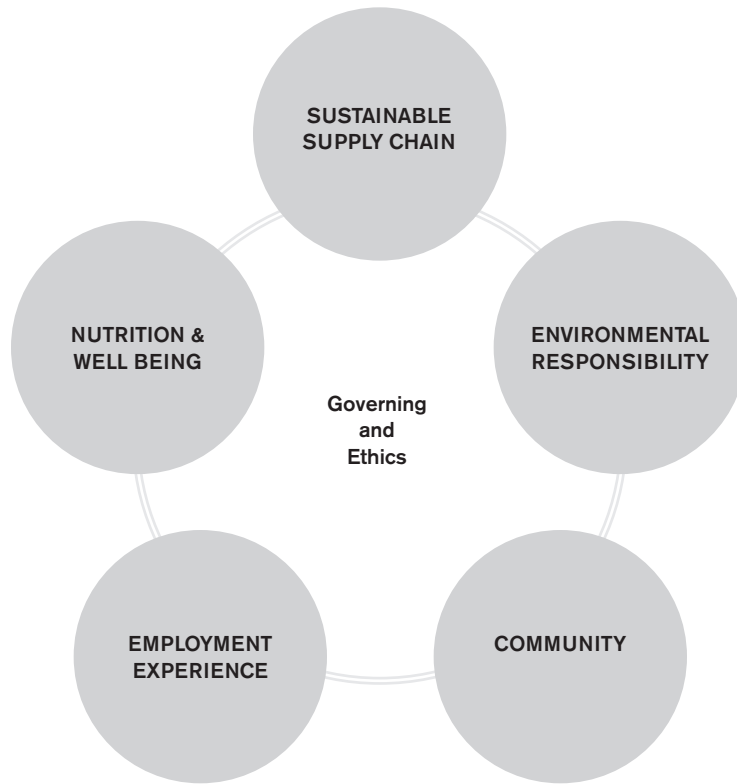 SUSTAINABLE
SUPPLY CHAIN
NUTRITION &
WELL BEING
ENVIRONMENTAL
RESPONSIBILITY
Governing
and
Ethics
EMPLOYMENT
EXPERIENCE
COMMUNITY